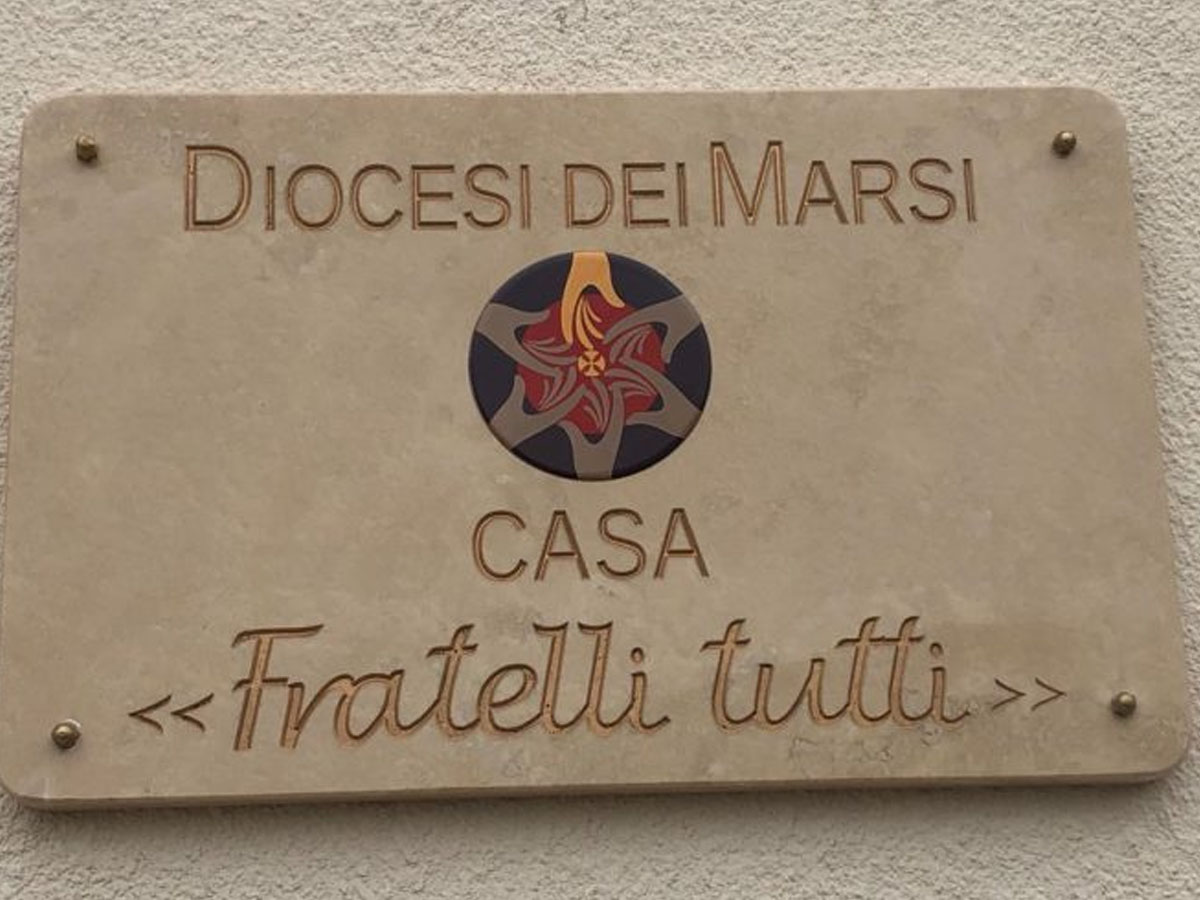 DIOCESI DEI MARSI
CASA
<<Fratelli tutti>>